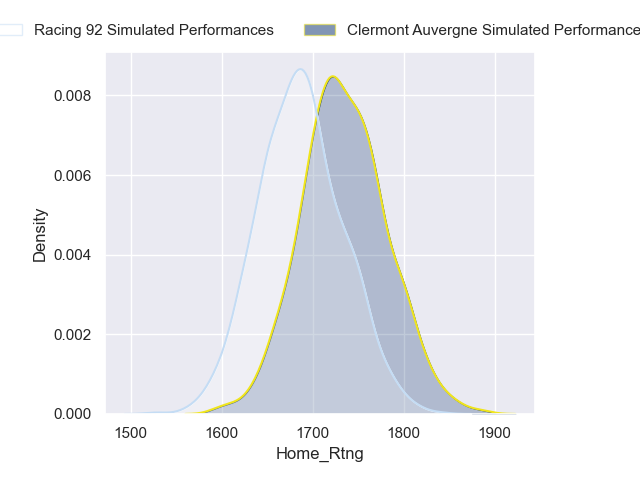 Racing 92 Simulated Performances
Clermont Auvergne Simulated Performance
0.008
0.006
0.004
0.002
0.000
Density
1500 1600 1700 1800 1900
Home_Rtng